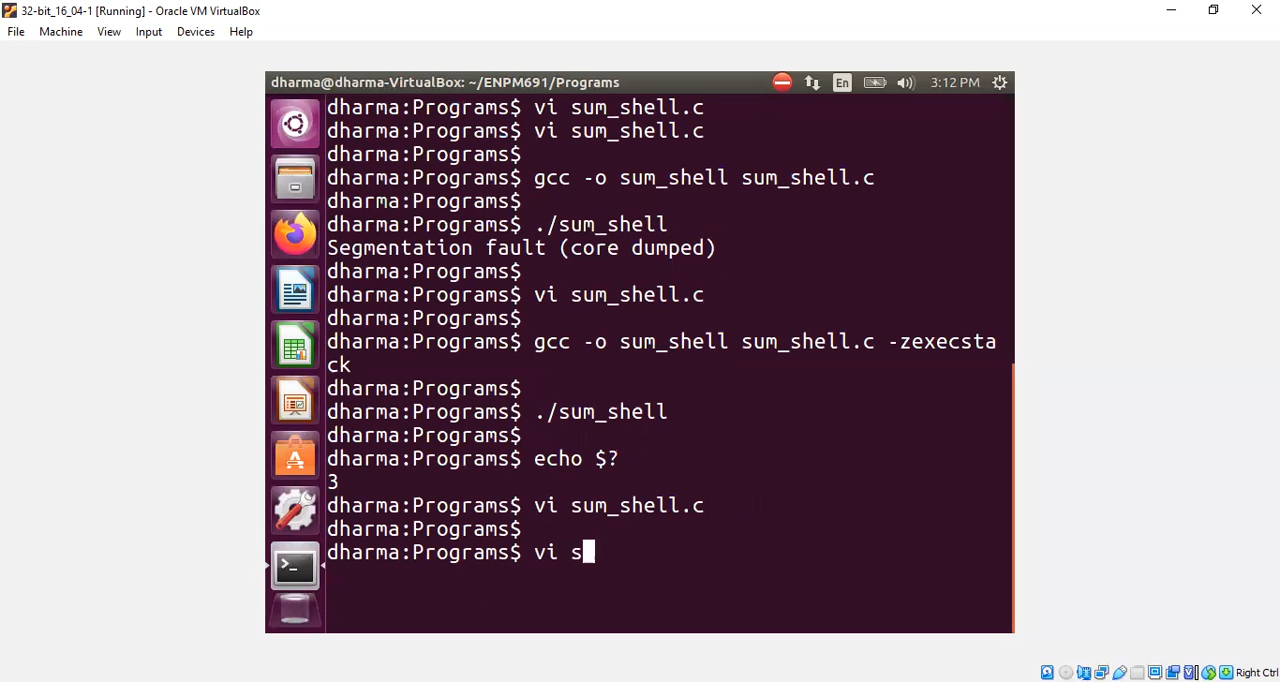 32-bit_16_04-1 [Running] - Oracle VM VirtualBox
File Machine View Input Devices Help
dharma@dharma-VirtualBox: ~/ENPM691/Programs En 3:12 PM
dharma:Programs$ vi sum_shell.c
dharma:Programs$ vi sum_shell.c
dharma:Programs$
dharma:Programs$ gcc -o sum_shell sum_shell.c
dharma:Programs$
dharma:Programs$ ./sum_shell
Segmentation fault (core dumped)
dharma:Programs$
dharma:Programs$ vi sum_shell.c
dharma:Programs$
dharma:Programs$ gcc -o sum_shell sum_shell.c -zexecsta
ck
dharma:Programs$
dharma:Programs$ ./sum_shell
dharma:Programs$
dharma:Programs$ echo $?
3
dharma:Programs$ vi sum_shell.c
dharma:Programs$
dharma:Programs$ vi s
Right Ctrl